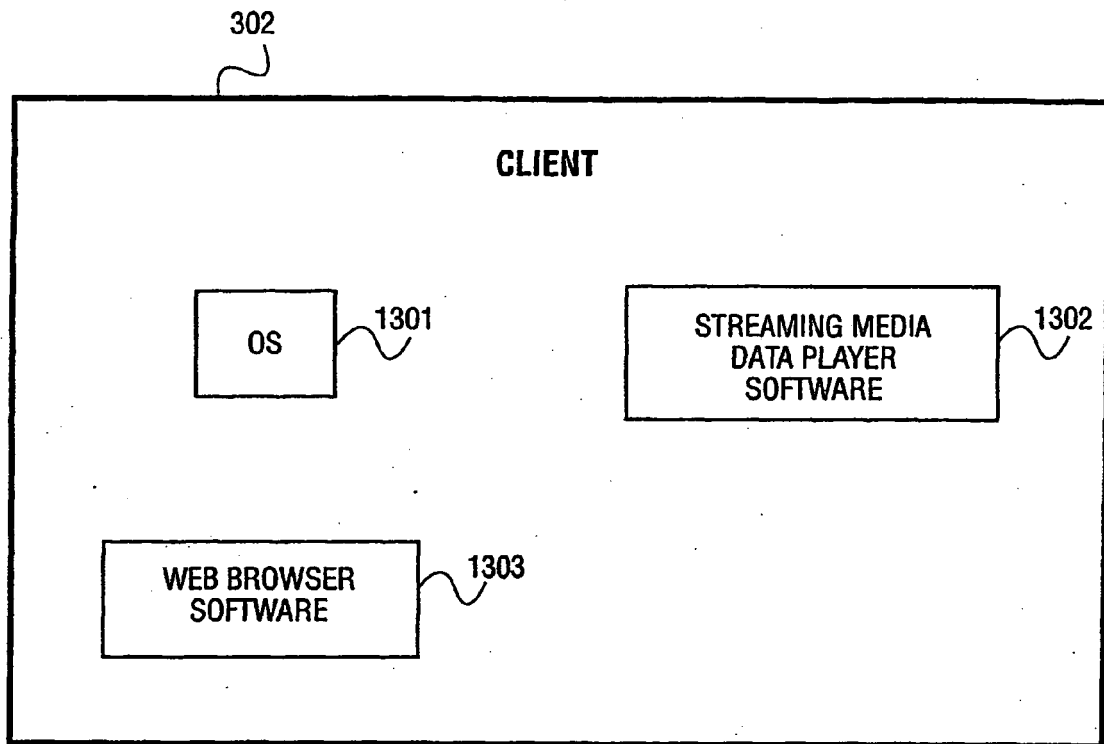 302
CLIENT
OS
1301
STREAMING MEDIA
DATA PLAYER
SOFTWARE
1302
WEB BROWSER
SOFTWARE
1303